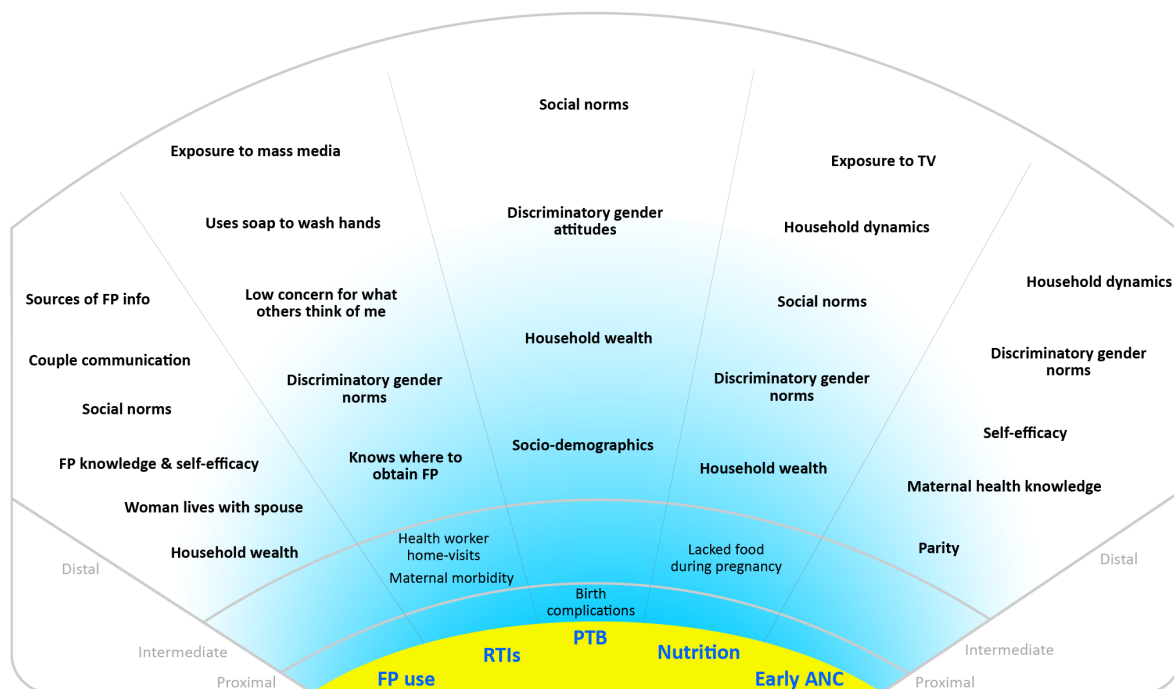 Social norms
Exposure to mass media
Exposure to TV
Uses soap to wash hands
Discriminatory gender
attitudes
Household dynamics
Sources of FP info
Low concern for what
others think of me
Social norms
Household dynamics
Household wealth
Couple communication
Discriminatory gender
norms
Discriminatory gender
norms
Discriminatory gender
norms
Social norms
Self-efficacy
Socio-demographics
FP knowledge & self-efficacy
Knows where to
obtain FP
Household wealth
Maternal health knowledge
Woman lives with spouse
Household wealth
Health worker
home-visits
Maternal morbidity
Lacked food
during pregnancy
Parity
Distal
Distal
Birth
complications
Intermediate
Intermediate
Proximal
Proximal
FP use
RTIs
PTB
Nutrition
Early ANC